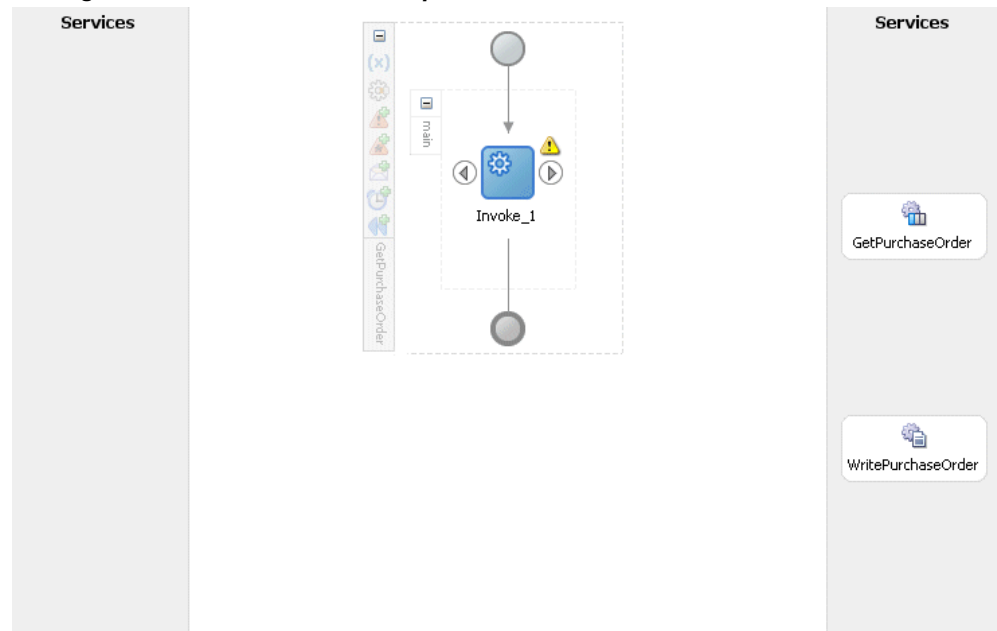 Services
Services
(x)
main
Invoke_1
GetPurchaseOrder
GetPurchaseOrder
WritePurchaseOrder